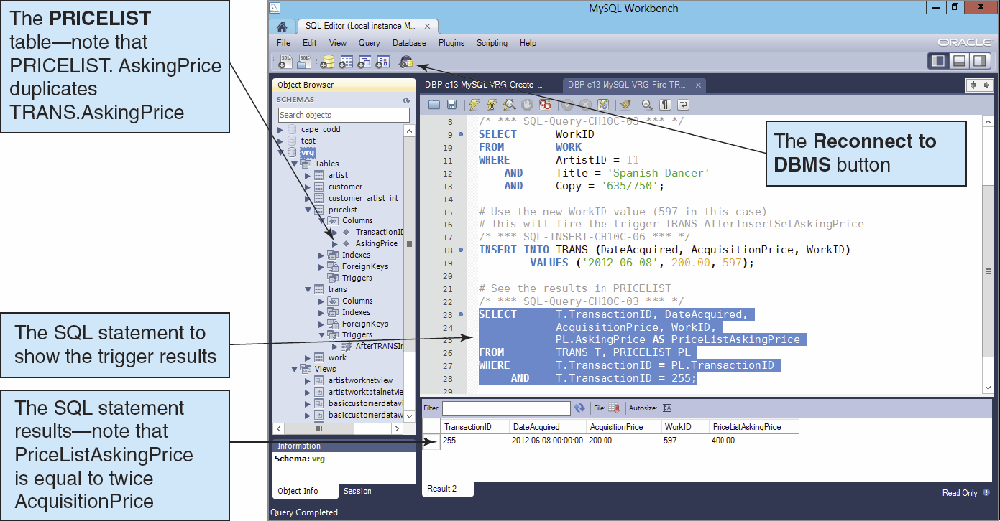 The PRICELIST
table—note that
PRICELIST. AskingPrice
duplicates
TRANS.AskingPrice
The SQL statement to
show the trigger results
The SQL statement
results—note that
PriceListAskingPrice
is equal to twice
AcquisitionPrice
The Reconnect to
DBMS button
MySQL Workbench
SQL Editor (Local instance M...
File Edit View Query Database Plugins Scripting Help
ORACLE
Object Browser
SCHEMAS
Search objects
cape_codd
test
vrg
Tables
artist
customer
customer_artist_int
pricelist
Columns
TransactionID
AskingPrice
Indexes
ForeignKeys
Triggers
trans
Columns
Indexes
ForeignKeys
Triggers
AfterTRANSIr
work
Views
artistworknetview
artistworktotalnetvie
basiccustomerdatavi
basiccustomerdataw
Information
Schema: vrg
Object Info Session
Query Completed
DBP-e13-MySQL-VRG-Create-... DBP-e13-MySQL-VRG-Fire-TR...
8 /* *** SQL-Query-CH10C-03 *** */
9 SELECT WorkID
10 FROM WORK
11 WHERE ArtistID = 11
12 AND Title = 'Spanish Dancer'
13 AND Copy = '635/750';
14
15 # Use the new WorkID value (597 in this case)
16 # This will fire the trigger TRANS_AfterInsertSetAskingPrice
17 /* *** SQL-INSERT-CH10C-06 *** */
18 INSERT INTO TRANS (DateAcquired, AcquisitionPrice, WorkID)
19 VALUES ('2012-06-08', 200.00, 597);
20
21 # See the results in PRICELIST
22 /* *** SQL-Query-CH10C-03 *** */
23 SELECT T.TransactionID, DateAcquired,
24 AcquisitionPrice, WorkID,
25 PL.AskingPrice AS PriceListAskingPrice
26 FROM TRANS T, PRICELIST PL
27 WHERE T.TransactionID = PL.TransactionID
28 AND T.TransactionID = 255;
29
Filter: File: Autosize:
TransactionID DateAcquired AcquisitionPrice WorkID PriceListAskingPrice
255 2012-06-08 00:00:00 200.00 597 400.00
Result 2
Read Only